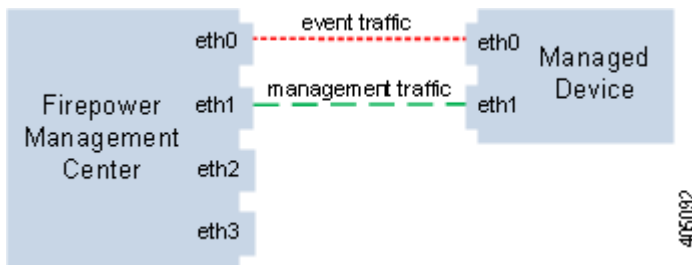 event traffic
eth0
eth0
Managed
Device
management traffic
eth1
eth1
Firepower
Management
Center
eth2
eth3
405092